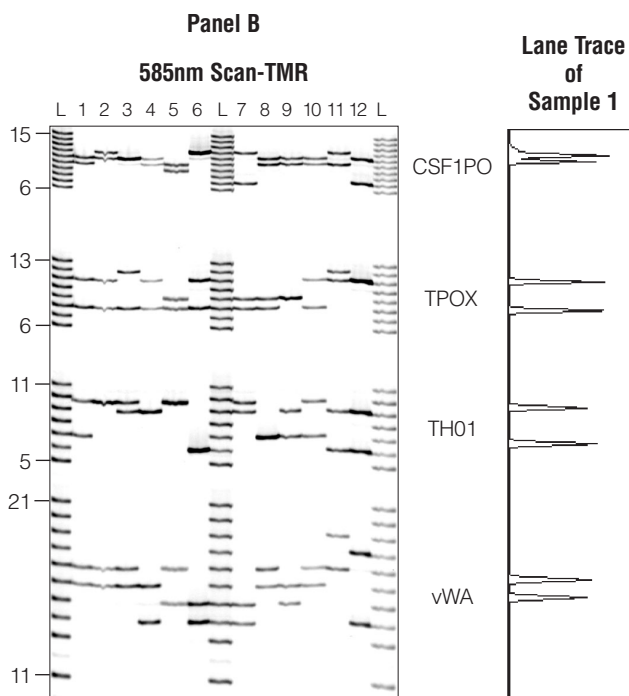 Panel B
585nm Scan-TMR
Lane Trace
of
Sample 1
L 1 2 3 4 5 6 L 7 8 9 10 11 12 L
15
CSF1PO
6
13
TPOX
6
11
TH01
5
21
vWA
11